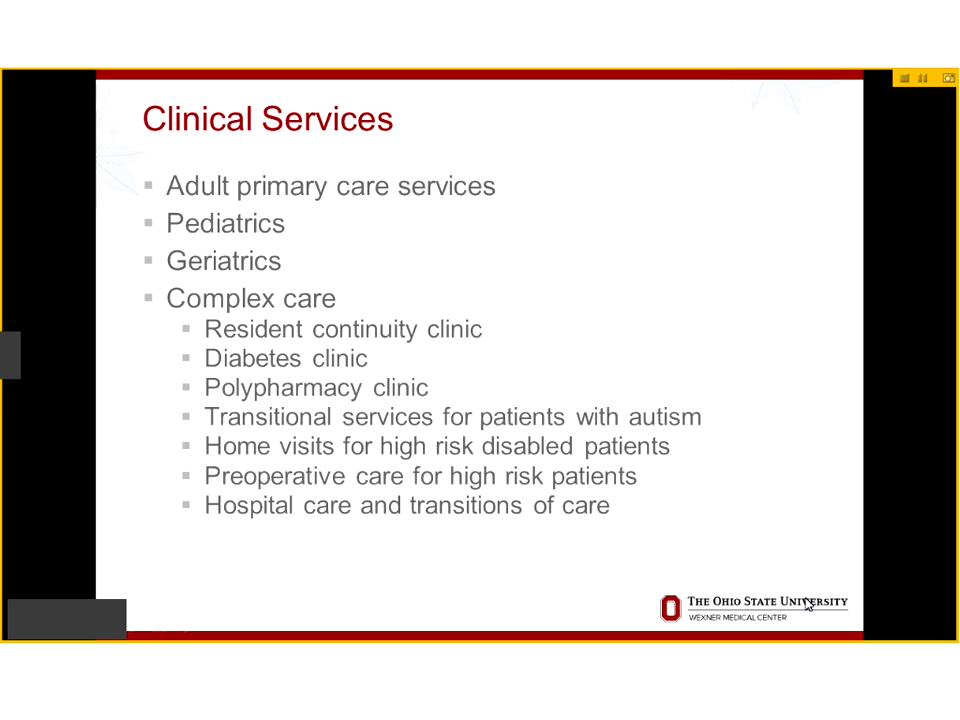 Clinical Services
Adult primary care services
Pediatrics
Geriatrics
Complex care
Resident continuity clinic
Diabetes clinic
Polypharmacy clinic
Transitional services for patients with autism
Home visits for high risk disabled patients
Preoperative care for high risk patients
Hospital care and transitions of care
THE OHIO STATE UNIVERSITY
WEXNER MEDICAL CENTER